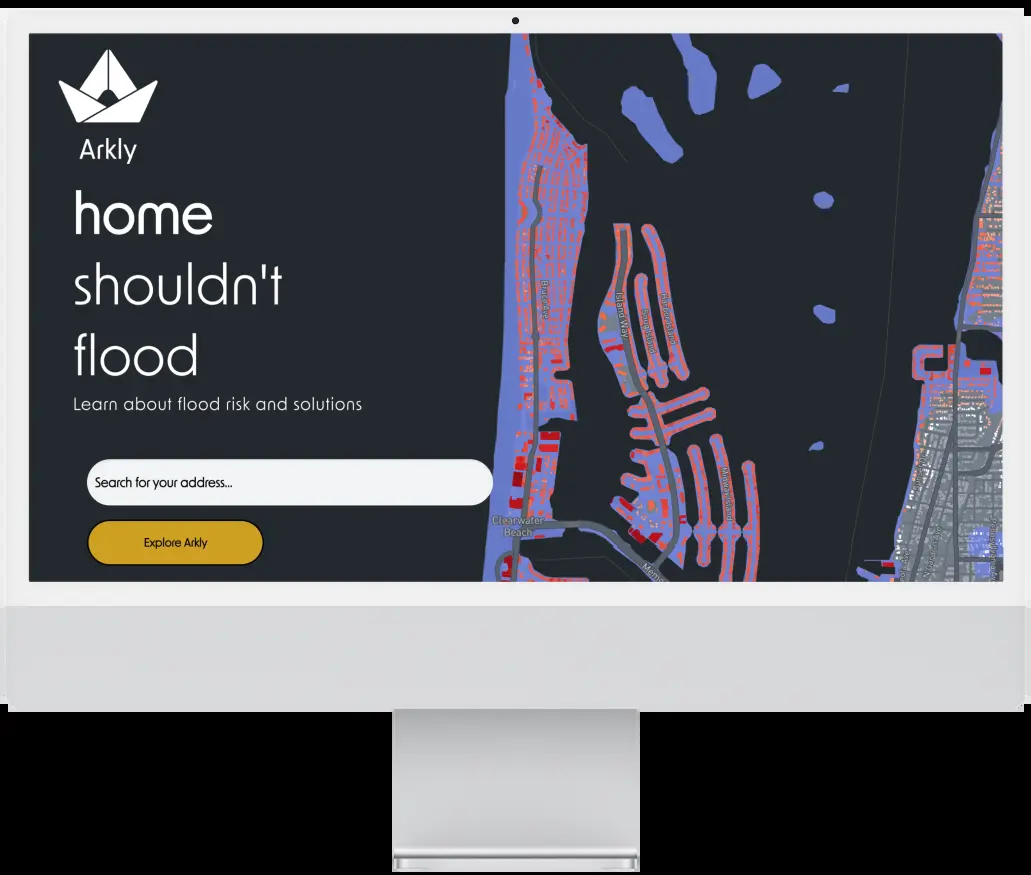 Arkly
home
shouldn't
flood
Learn about flood risk and solutions
Search for your address...
Explore Arkly
Island Way
Clearwater
Beach